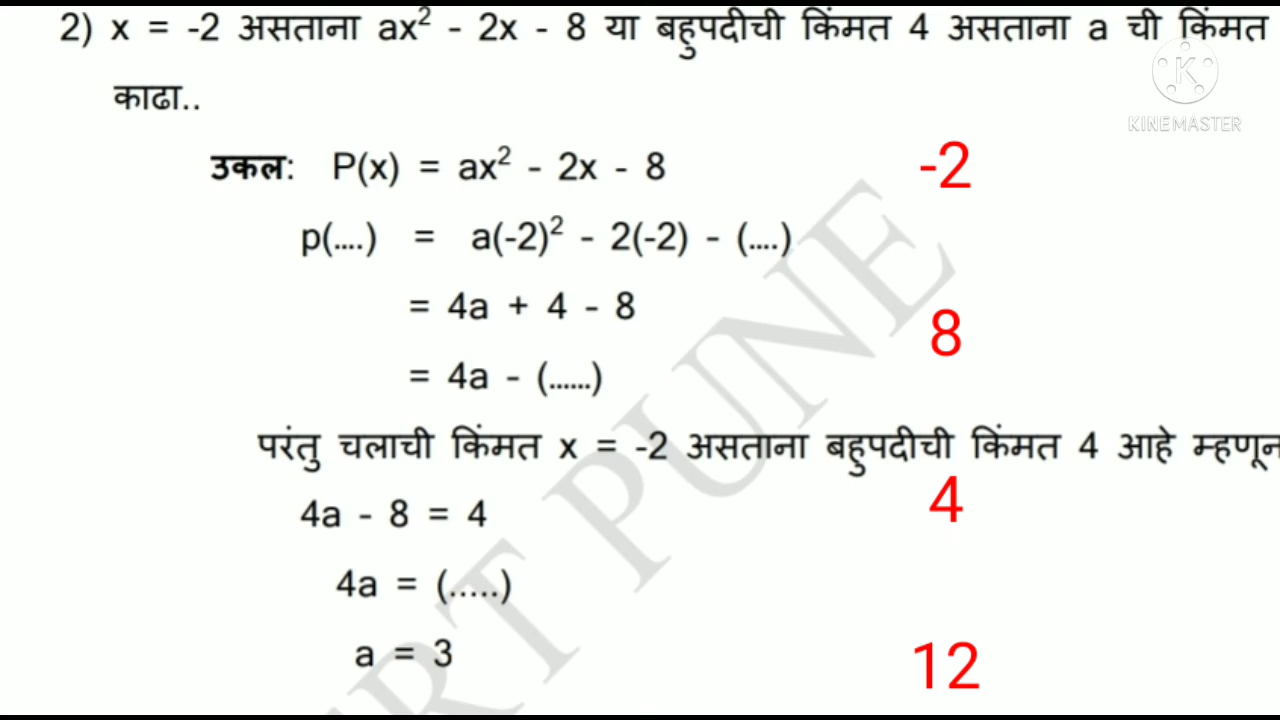 2) x = -2 असताना ax² - 2x - 8 या बहुपदीची किंमत 4 असताना a ची किंमत
काढा..
उकल: P(x) = ax² - 2x - 8
-2
p(....) = a(-2)² - 2(-2) - (....)
= 4a + 4 - 8
8
= 4a - (......)
परंतु चलाची किंमत x = -2 असताना बहुपदीची किंमत 4 आहे म्हणून
4a - 8 = 4
4
4a = (.....)
a = 3
12
K
KINEMASTER
ERT PUNE